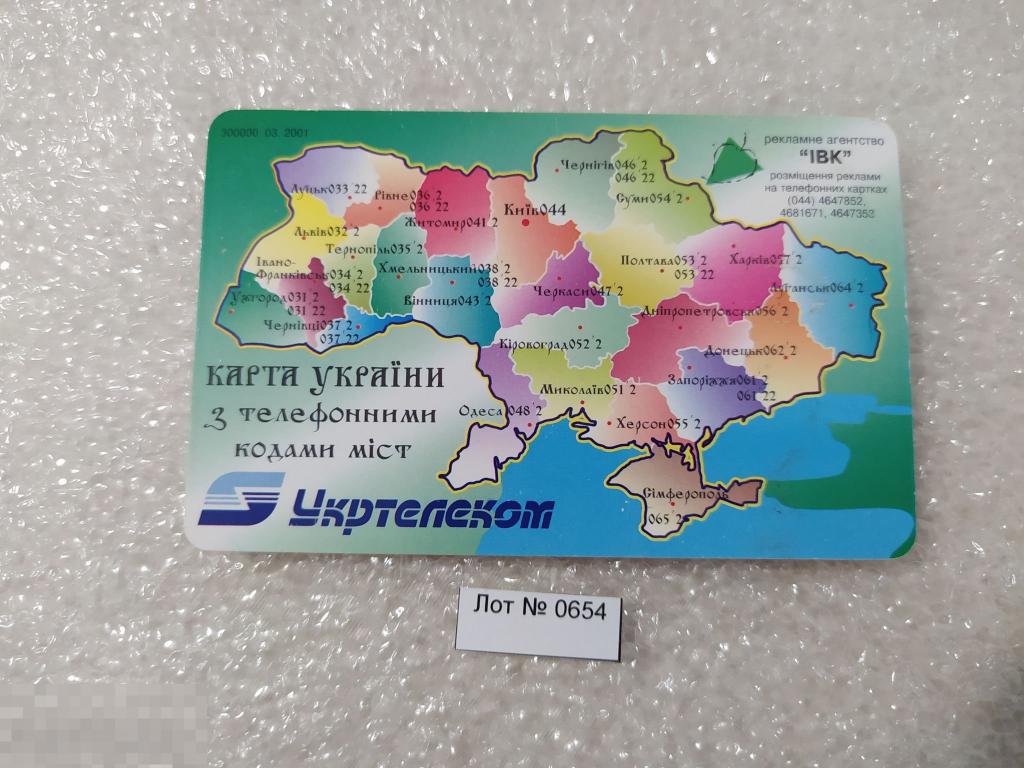 300000 03. 2001
рекламне агентство
"ІВК"
розміщення реклами
на телефонних картках
(044) 4647852,
4681671, 4647353
Чернігів046 ̓2
046 22
Луцьк033 22
Рівне036 ̓2
036 22
Суми054 ̓2
Житомир041 ̓2
Київ044
Львів032 ̓2
Тернопіль035 ̓2
Полтава053 ̓2
053 22
Харків057 ̓2
Івано-
Франківськ034 ̓2
034 22
Хмельницький038 ̓2
038 22
Черкаси047 ̓2
Луганськ064 ̓2
Ужгород031 ̓2
031 22
Вінниця043 ̓2
Дніпропетровськ056 ̓2
Чернівці037 ̓2
037 22
Кіровоград052 ̓2
Донецьк062 ̓2
Запоріжжя061 ̓2
061 22
Миколаїв051 ̓2
Одеса 048 ̓2
Херсон055 ̓2
Сімферополь
065 ̓2
Карта України
з телефонними
кодами міст
Укртелеком
Лот № 0654